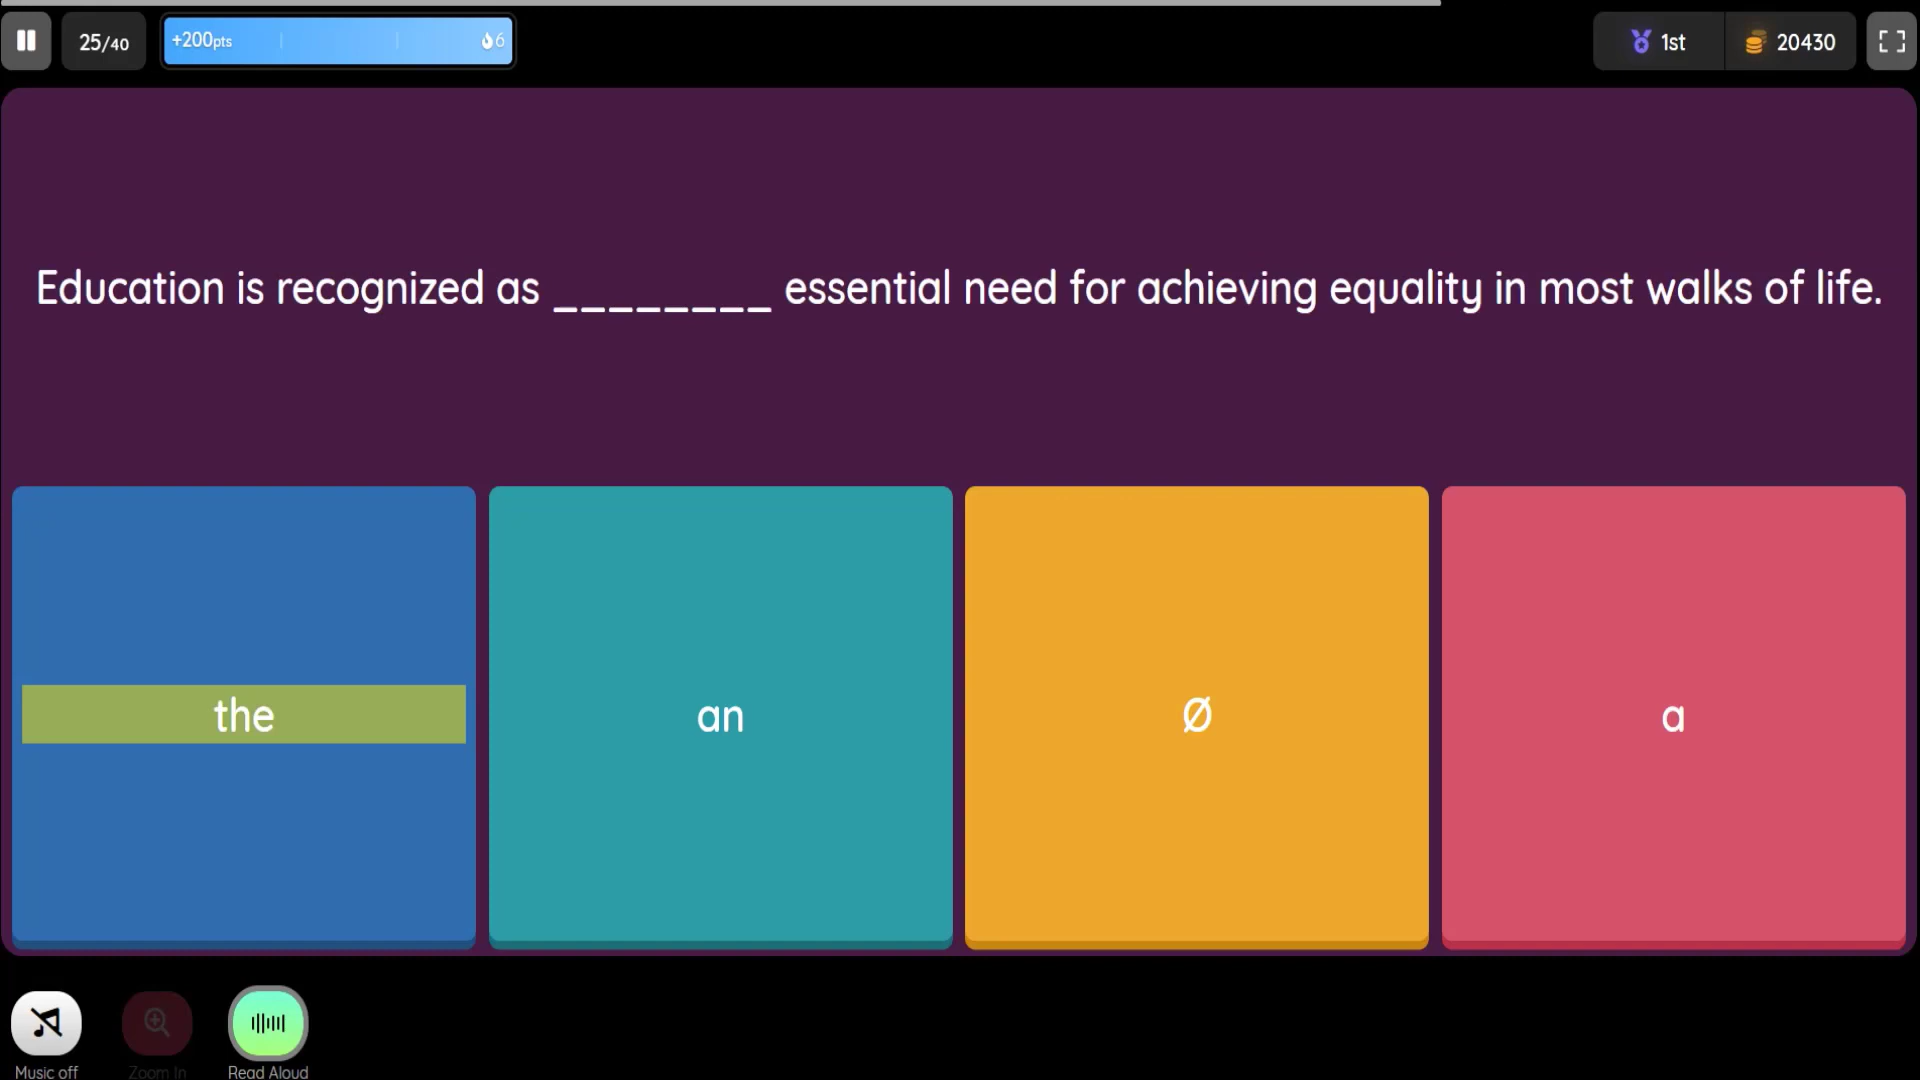 25/40
+200pts
6
1st
20430
Education is recognized as ________ essential need for achieving equality in most walks of life.
the
an
Ø
a
Music off
Zoom In
Read Aloud